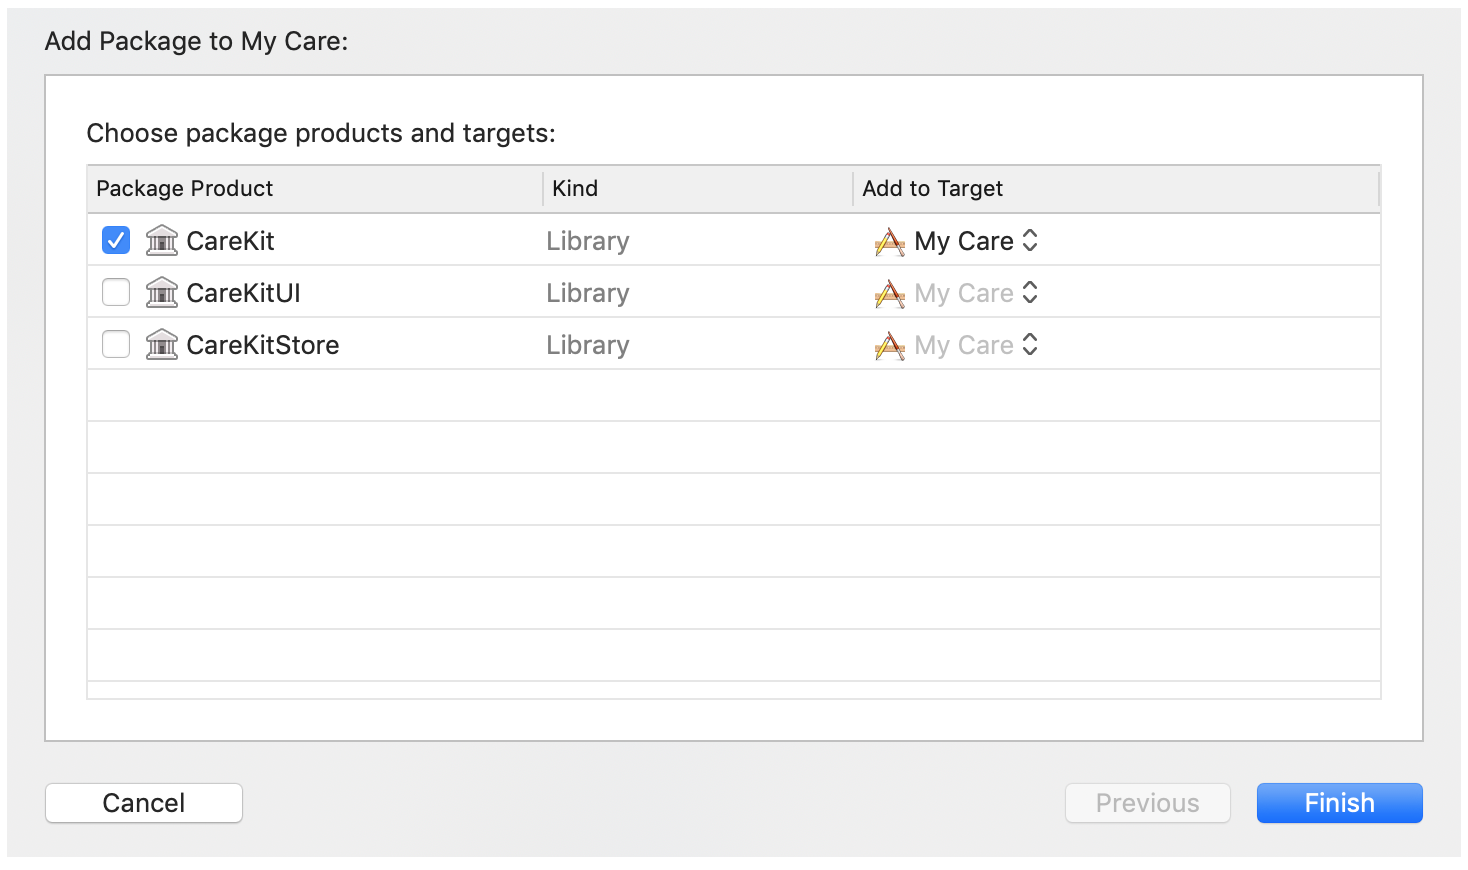 Add Package to My Care:
Choose package products and targets:
Package Product Kind Add to Target
CareKit Library My Care
CareKitUI Library My Care
CareKitStore Library My Care
Cancel Previous Finish